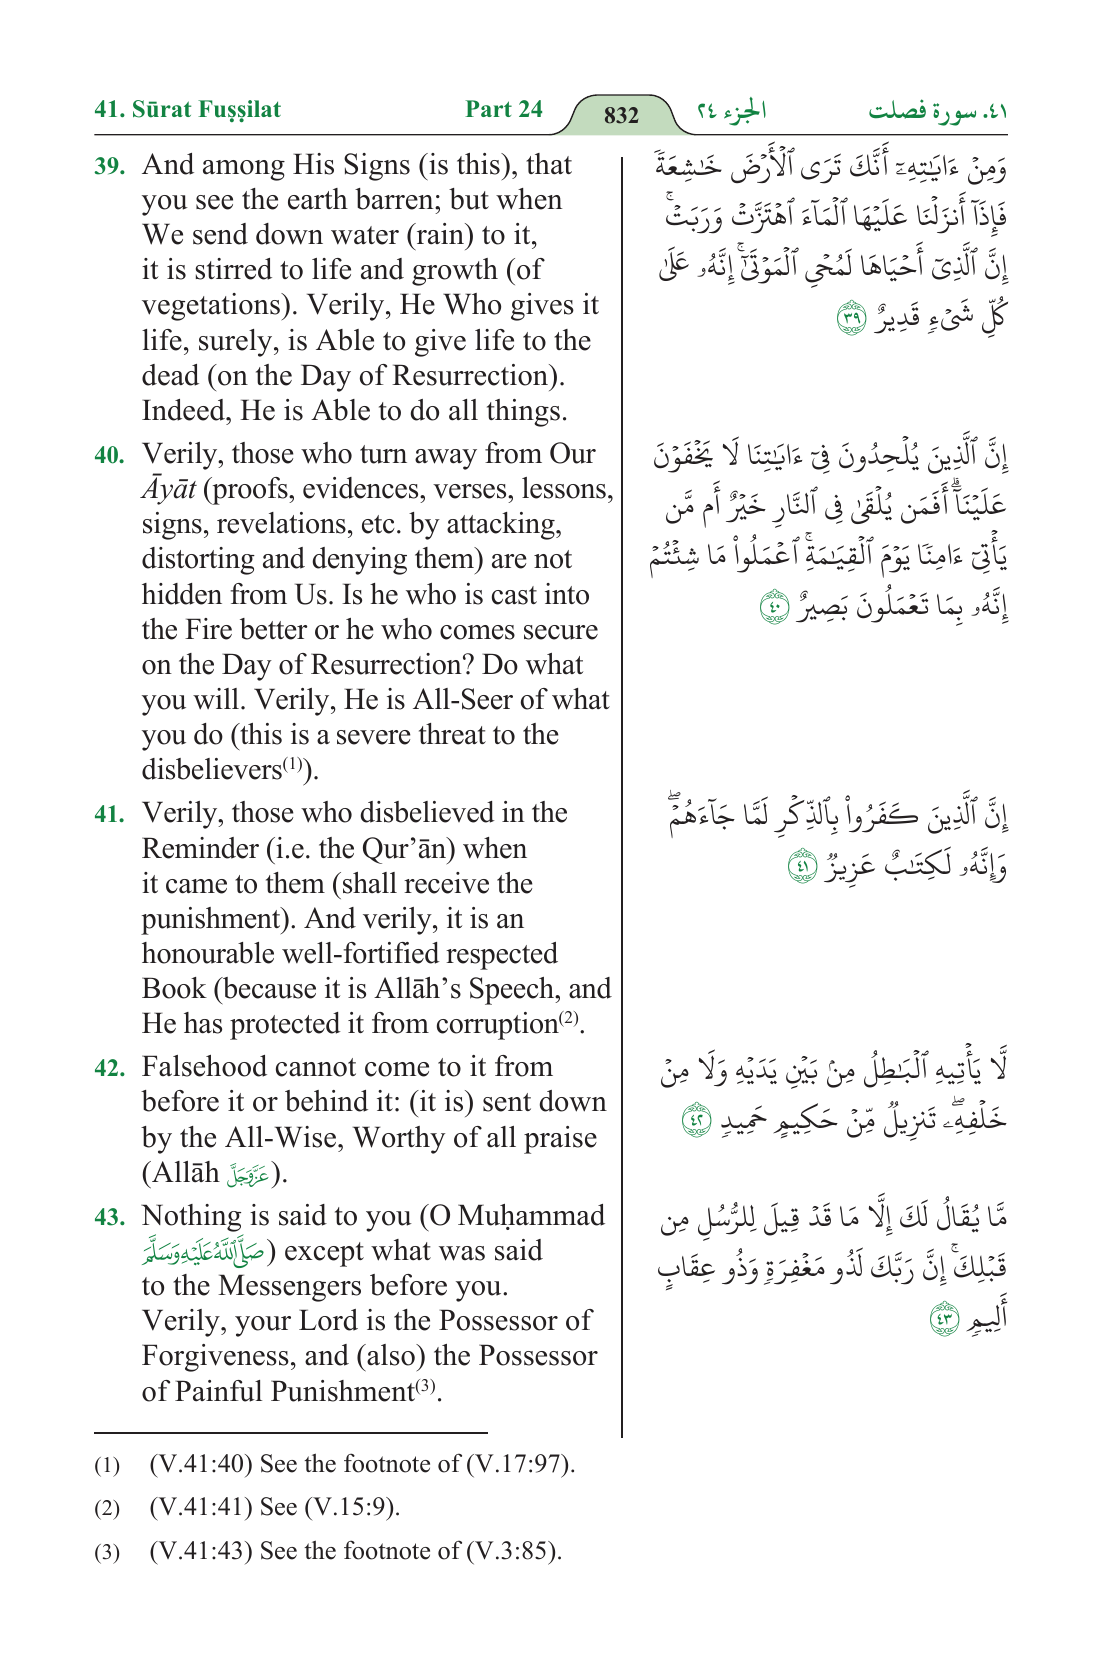 41. Sūrat Fuṣṣilat
Part 24
832
الجزء ٢٤
٤١. سورة فصلت
39. And among His Signs (is this), that
you see the earth barren; but when
We send down water (rain) to it,
it is stirred to life and growth (of
vegetations). Verily, He Who gives it
life, surely, is Able to give life to the
dead (on the Day of Resurrection).
Indeed, He is Able to do all things.
40. Verily, those who turn away from Our
Āyāt (proofs, evidences, verses, lessons,
signs, revelations, etc. by attacking,
distorting and denying them) are not
hidden from Us. Is he who is cast into
the Fire better or he who comes secure
on the Day of Resurrection? Do what
you will. Verily, He is All-Seer of what
you do (this is a severe threat to the
disbelievers(1)).
41. Verily, those who disbelieved in the
Reminder (i.e. the Qur’ān) when
it came to them (shall receive the
punishment). And verily, it is an
honourable well-fortified respected
Book (because it is Allāh’s Speech, and
He has protected it from corruption(2).
42. Falsehood cannot come to it from
before it or behind it: (it is) sent down
by the All-Wise, Worthy of all praise
(Allāh عَزَّوَجَلَّ).
43. Nothing is said to you (O Muḥammad
صَلَّى اللَّهُ عَلَيْهِ وَسَلَّمَ) except what was said
to the Messengers before you.
Verily, your Lord is the Possessor of
Forgiveness, and (also) the Possessor
of Painful Punishment(3).
وَمِنْ ءَايَٰتِهِۦٓ أَنَّكَ تَرَى ٱلْأَرْضَ خَٰشِعَةً
فَإِذَآ أَنزَلْنَا عَلَيْهَا ٱلْمَآءَ ٱهْتَزَّتْ وَرَبَتْ ۚ
إِنَّ ٱلَّذِىٓ أَحْيَاهَا لَمُحْىِ ٱلْمَوْتَىٰٓ ۚ إِنَّهُۥ عَلَىٰ
كُلِّ شَىْءٍ قَدِيرٌ ٣٩
إِنَّ ٱلَّذِينَ يُلْحِدُونَ فِىٓ ءَايَٰتِنَا لَا يَخْفَوْنَ
عَلَيْنَآ ۗ أَفَمَن يُلْقَىٰ فِى ٱلنَّارِ خَيْرٌ أَم مَّن
يَأْتِىٓ ءَامِنًا يَوْمَ ٱلْقِيَٰمَةِ ۚ ٱعْمَلُوا۟ مَا شِئْتُمْ
إِنَّهُۥ بِمَا تَعْمَلُونَ بَصِيرٌ ٤٠
إِنَّ ٱلَّذِينَ كَفَرُوا۟ بِٱلذِّكْرِ لَمَّا جَآءَهُمْ ۖ
وَإِنَّهُۥ لَكِتَٰبٌ عَزِيزٌ ٤١
لَّا يَأْتِيهِ ٱلْبَٰطِلُ مِنۢ بَيْنِ يَدَيْهِ وَلَا مِنْ
خَلْفِهِۦ ۖ تَنزِيلٌ مِّنْ حَكِيمٍ حَمِيدٍ ٤٢
مَّا يُقَالُ لَكَ إِلَّا مَا قَدْ قِيلَ لِلرُّسُلِ مِن
قَبْلِكَ ۚ إِنَّ رَبَّكَ لَذُو مَغْفِرَةٍ وَذُو عِقَابٍ
أَلِيمٍ ٤٣
(1) (V.41:40) See the footnote of (V.17:97).
(2) (V.41:41) See (V.15:9).
(3) (V.41:43) See the footnote of (V.3:85).